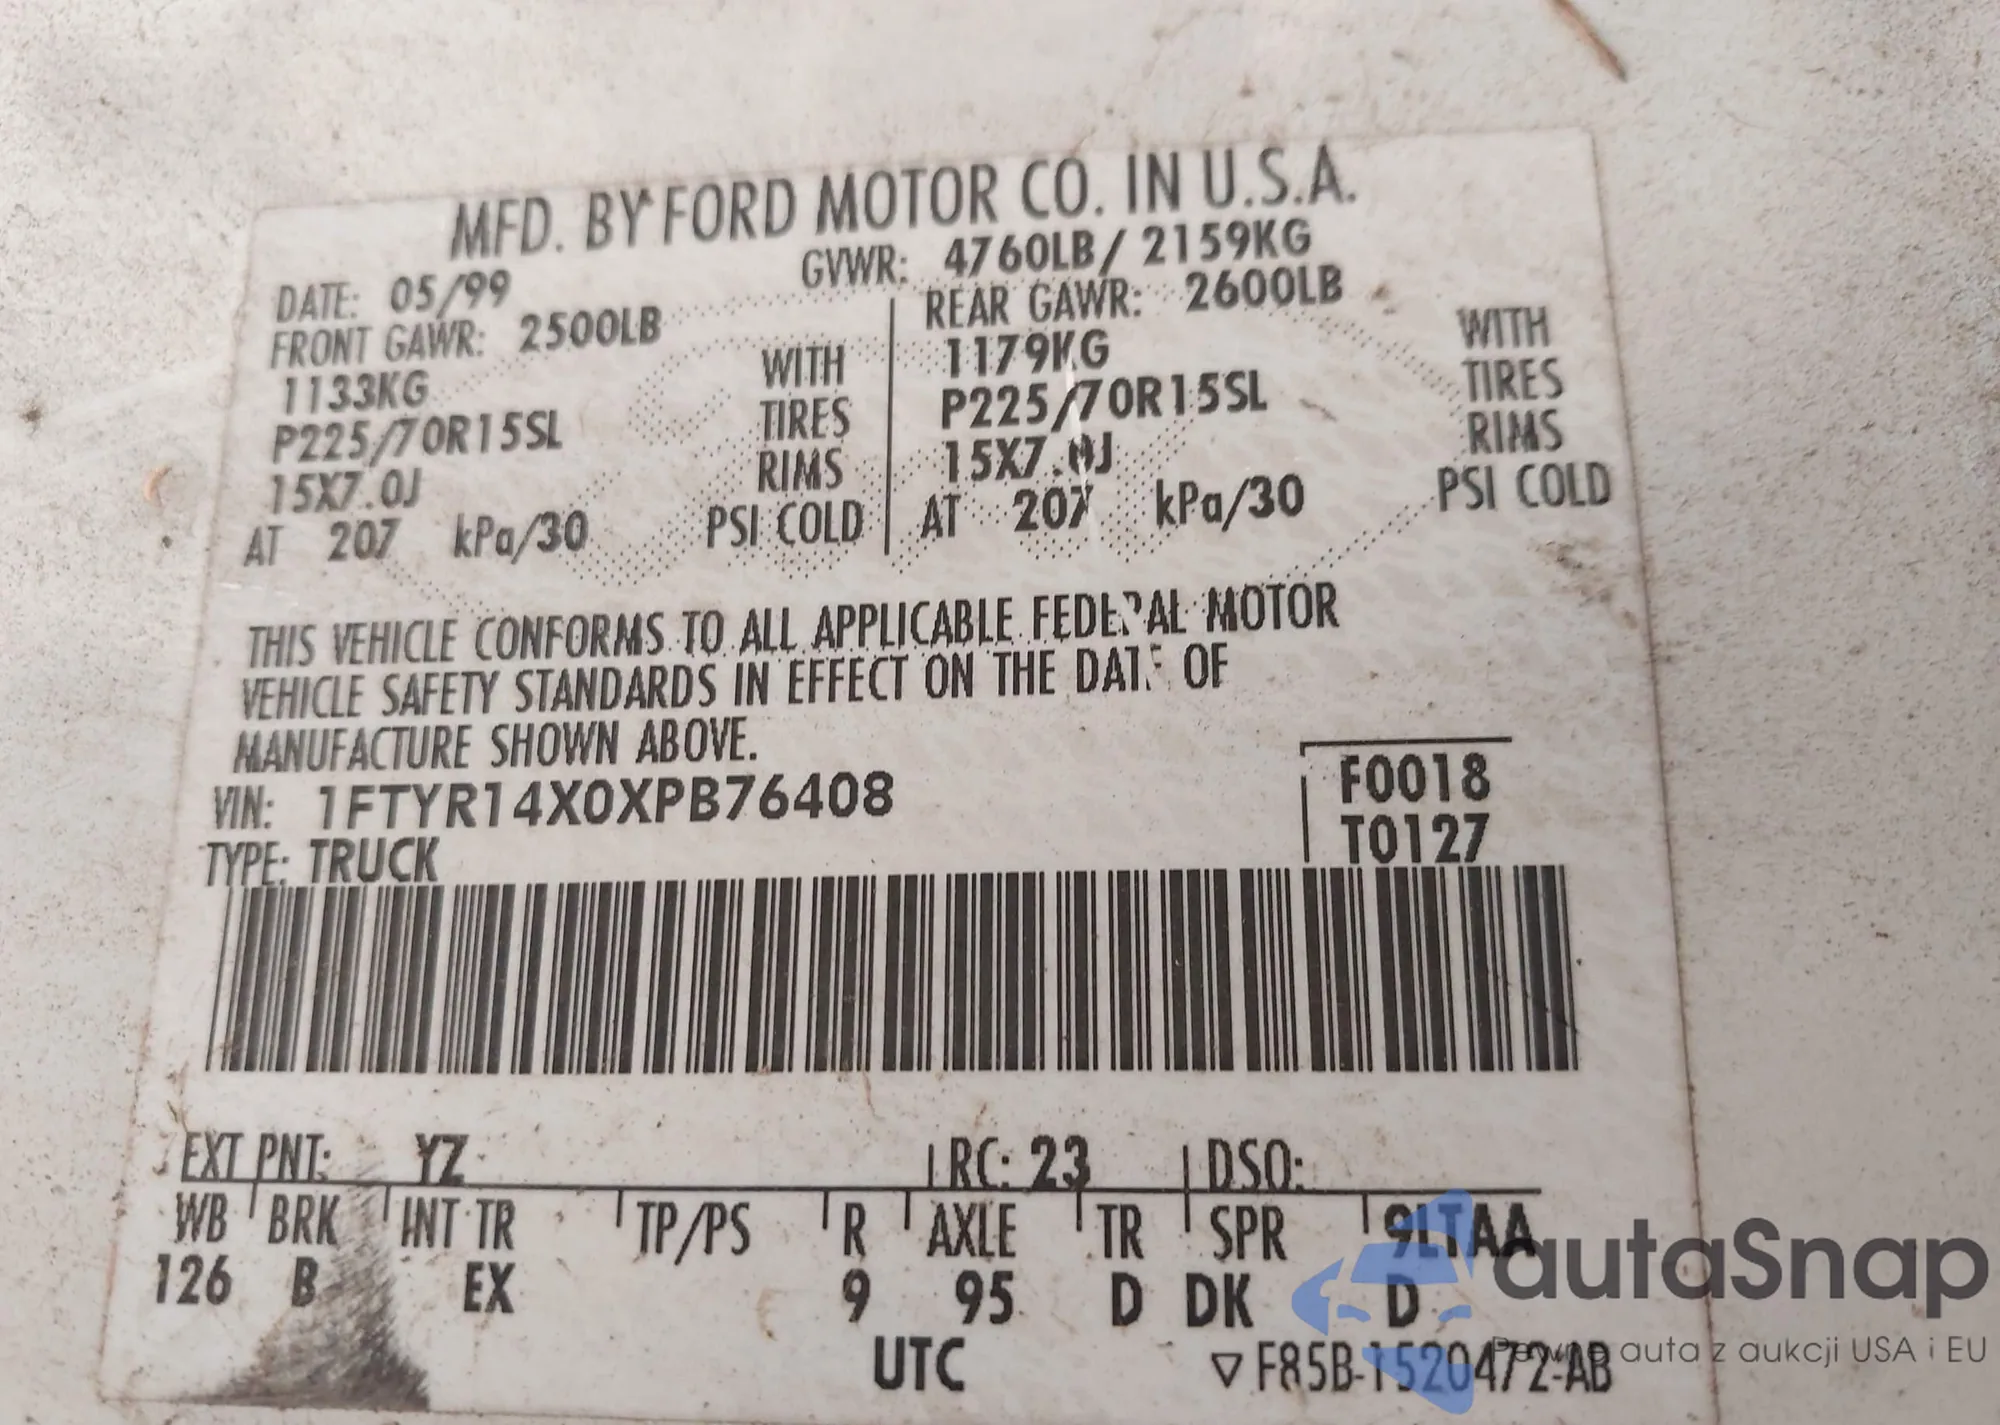 MFD. BY FORD MOTOR CO. IN U.S.A.
DATE: 05/99 GVWR: 4760LB/ 2159KG
FRONT GAWR: 2500LB REAR GAWR: 2600LB
1133KG WITH 1179KG WITH
P225/70R15SL TIRES P225/70R15SL TIRES
15X7.0J RIMS 15X7.0J RIMS
AT 207 kPa/30 PSI COLD AT 207 kPa/30 PSI COLD
THIS VEHICLE CONFORMS TO ALL APPLICABLE FEDERAL MOTOR
VEHICLE SAFETY STANDARDS IN EFFECT ON THE DATE OF
MANUFACTURE SHOWN ABOVE.
VIN: 1FTYR14X0XPB76408 F0018
TYPE: TRUCK T0127
EXT PNT: YZ RC: 23 DSO:
WB BRK INT TR TP/PS R AXLE TR SPR 9LTAA
126 B EX 9 95 D DK D
UTC ▽ F85B-1520472-AB
autaSnap
Pewne auta z aukcji USA i EU